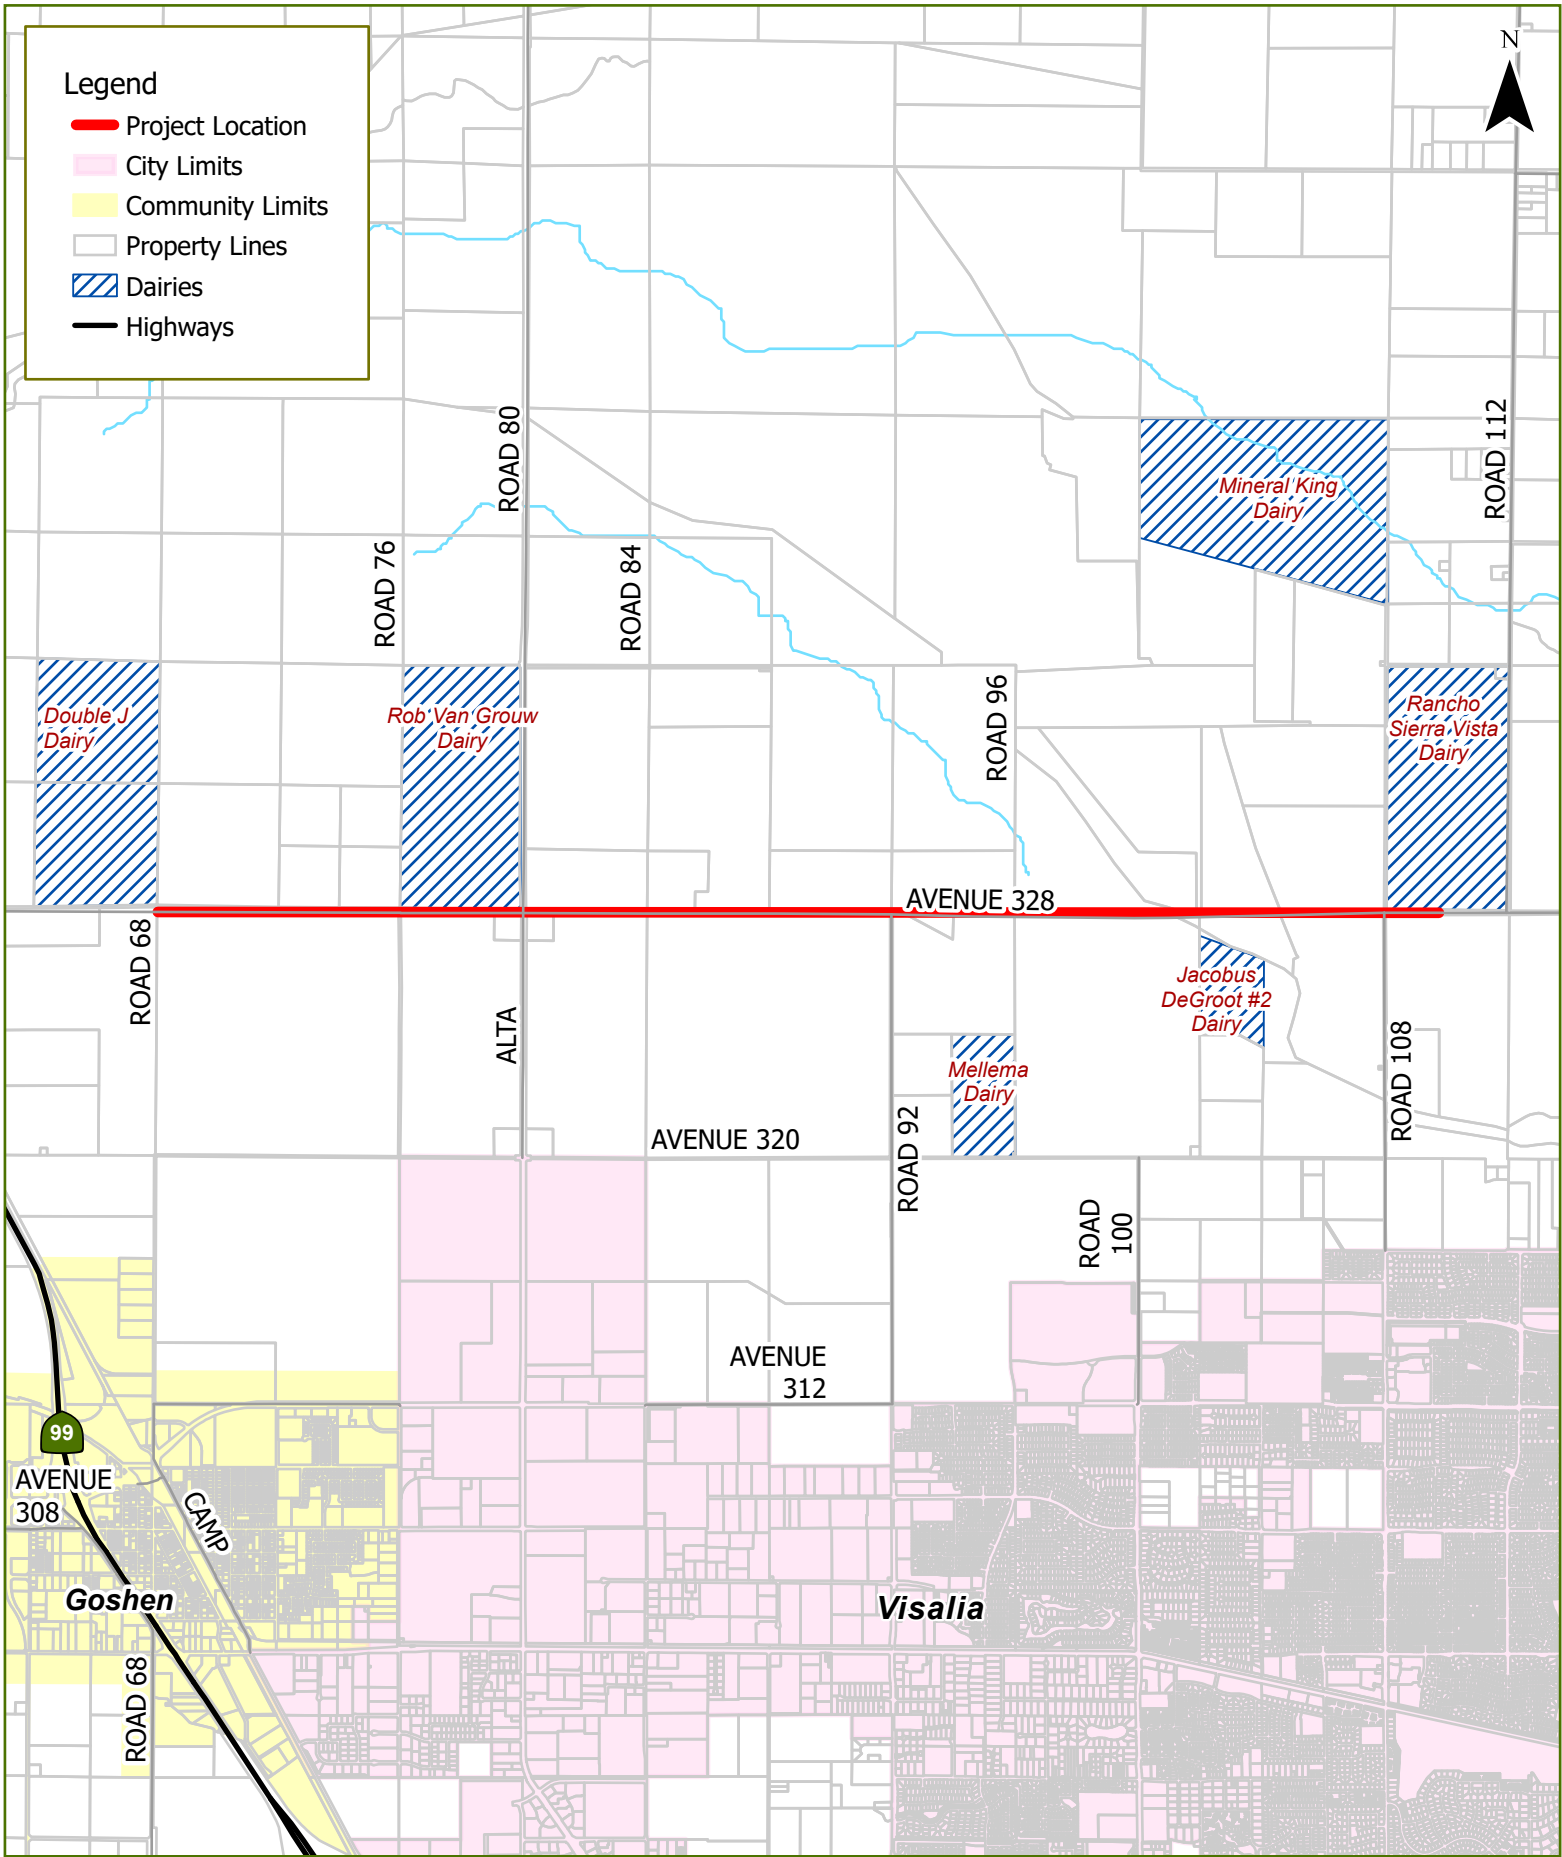 N
Legend
Project Location
City Limits
Community Limits
Property Lines
Dairies
Highways
ROAD 80
ROAD 112
Mineral King
Dairy
ROAD 76
ROAD 84
ROAD 96
Double J
Dairy
Rob Van Grouw
Dairy
Rancho
Sierra Vista
Dairy
AVENUE 328
ROAD 68
ALTA
Jacobus
DeGroot #2
Dairy
Mellema
Dairy
ROAD 108
AVENUE 320
ROAD 92
ROAD
100
AVENUE
312
99
AVENUE
308
CAMP
Goshen
Visalia
ROAD 68